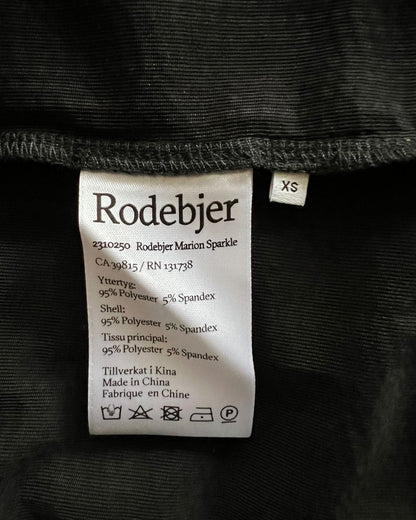 Rodebjer
XS
2310250 Rodebjer Marion Sparkle
CA 39815 / RN 131738
Yttertyg:
95% Polyester 5% Spandex
Shell:
95% Polyester 5% Spandex
Tissu principal:
95% Polyester 5% Spandex
Tillverkat i Kina
Made in China
Fabrique en Chine
P